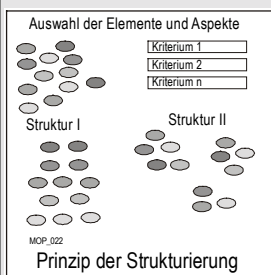 Auswahl der Elemente und Aspekte
Kriterium 1
Kriterium 2
Kriterium n
Struktur I
Struktur II
MOP_022
Prinzip der Strukturierung